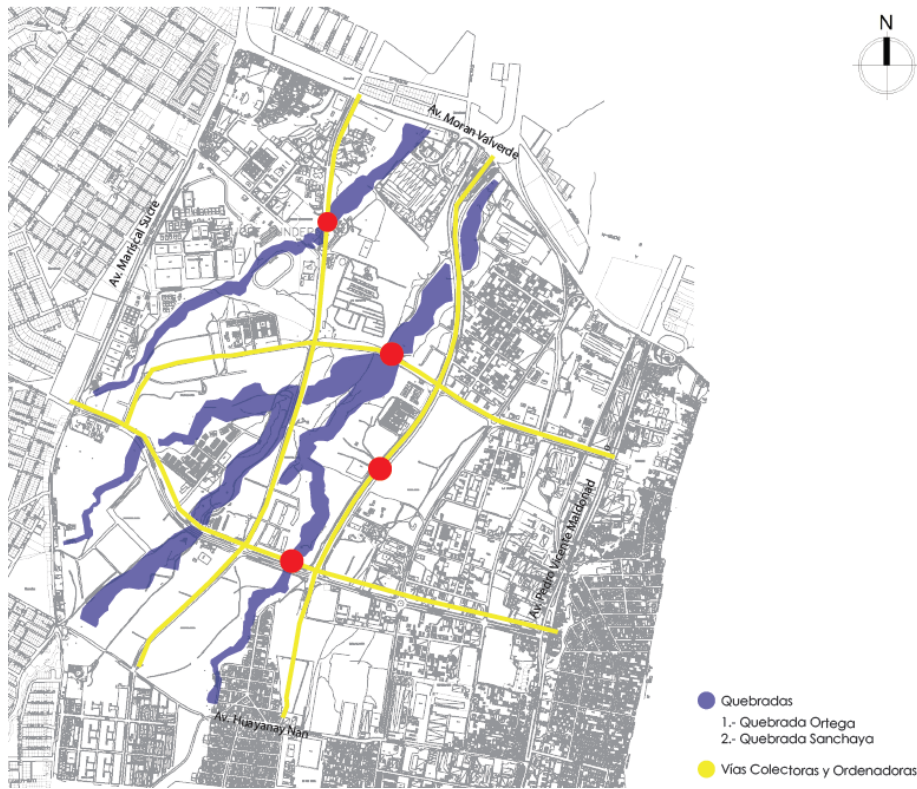 N
Av. Moran Valverde
Av. Mariscal Sucre
Av. Pedro Vicente Maldonad
Av. Huayanay Ñan
Quebradas
1.- Quebrada Ortega
2.- Quebrada Sanchaya
Vías Colectoras y Ordenadoras